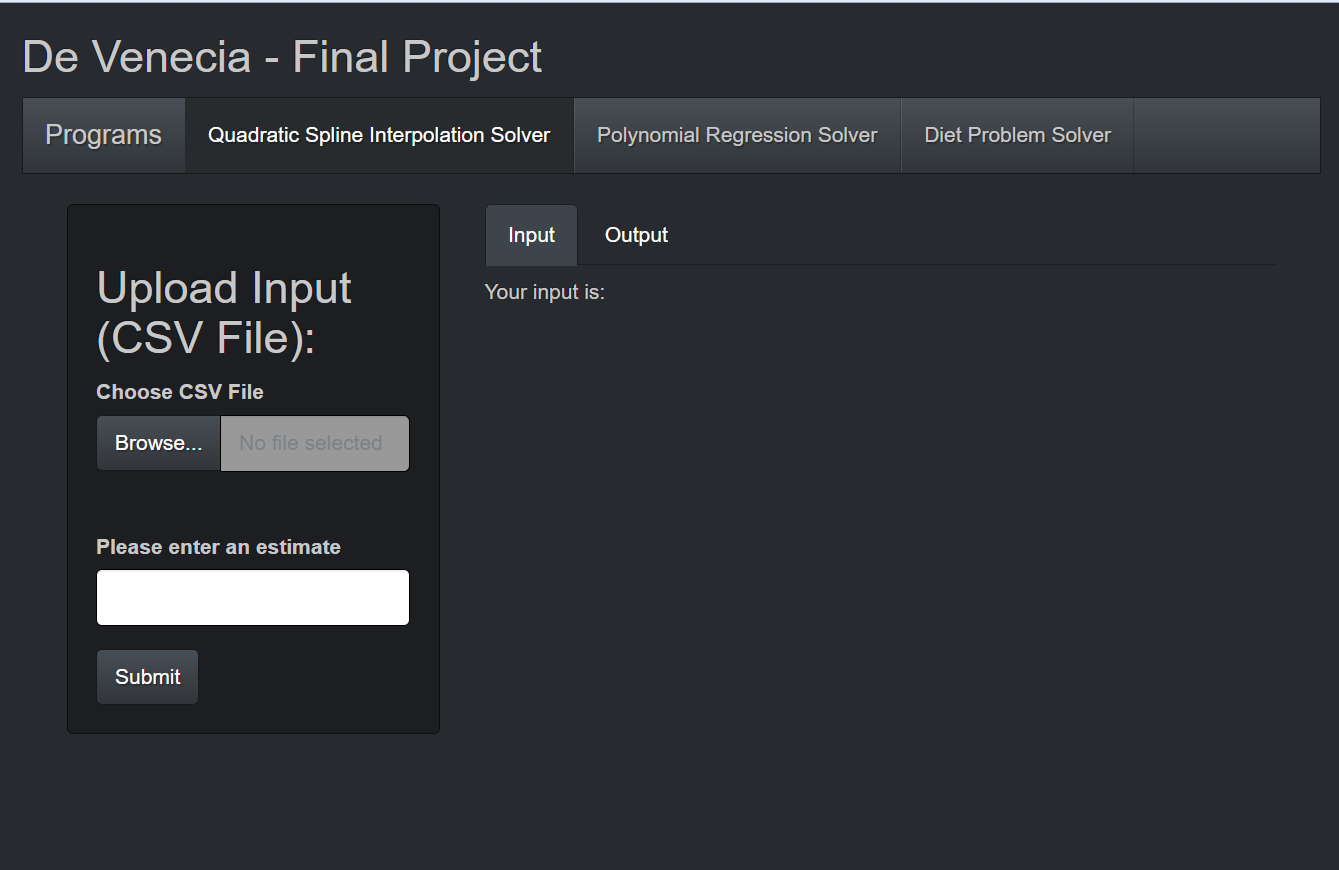 De Venecia - Final Project
Programs Quadratic Spline Interpolation Solver Polynomial Regression Solver Diet Problem Solver
Upload Input
(CSV File):
Choose CSV File
Browse... No file selected
Please enter an estimate
Submit
Input Output
Your input is: